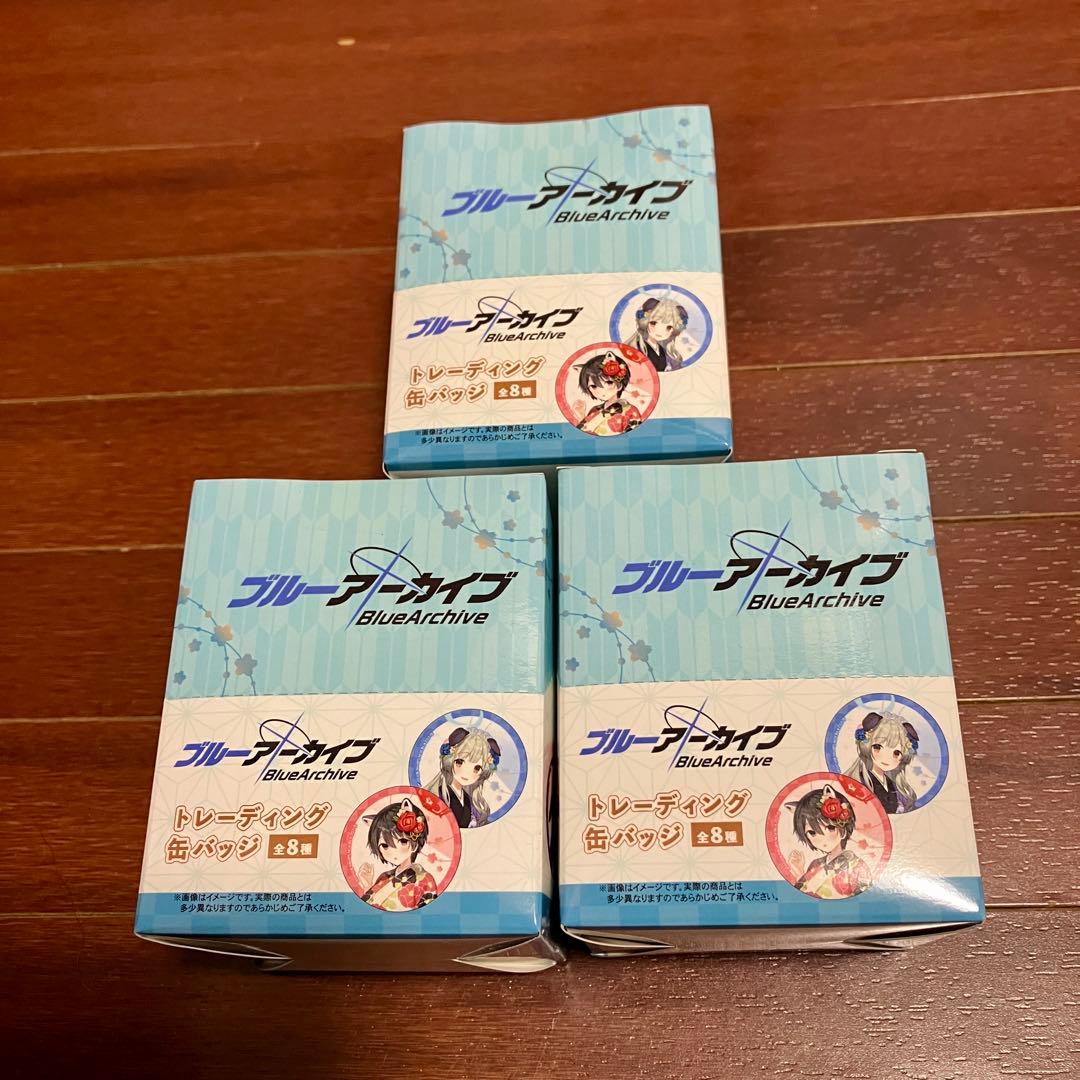 ブルーアーカイブ
BlueArchive
ブルーアーカイブ
BlueArchive
トレーディング
缶バッジ 全8種
※画像はイメージです。実際の商品とは
多少異なりますのであらかじめご了承ください。
ブルーアーカイブ
BlueArchive
ブルーアーカイブ
BlueArchive
トレーディング
缶バッジ 全8種
※画像はイメージです。実際の商品とは
多少異なりますのであらかじめご了承ください。
ブルーアーカイブ
BlueArchive
ブルーアーカイブ
BlueArchive
トレーディング
缶バッジ 全8種
※画像はイメージです。実際の商品とは
多少異なりますのであらかじめご了承ください。